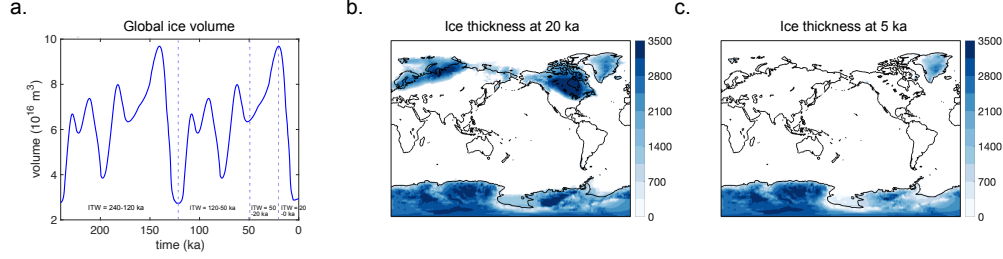 a.
Global ice volume
volume (10^16 m^3)
10
8
6
4
2
ITW = 240-120 ka
ITW = 120-50 ka
ITW = 50
-20 ka
ITW = 20
-0 ka
200
150
100
50
0
time (ka)
b.
Ice thickness at 20 ka
3500
2800
2100
1400
700
0
c.
Ice thickness at 5 ka
3500
2800
2100
1400
700
0